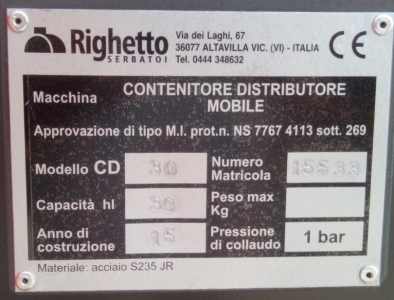 Righetto
SERBATOI
Via dei Laghi, 67
36077 ALTAVILLA VIC. (VI) - ITALIA
Tel. 0444 348632
CE
Macchina
CONTENITORE DISTRIBUTORE
MOBILE
Approvazione di tipo M.I. prot.n. NS 7767 4113 sott. 269
Modello CD 30
Numero
Matricola 15533
Capacità hl 30
Peso max
Kg
Anno di
costruzione 15
Pressione
di collaudo 1 bar
Materiale: acciaio S235 JR